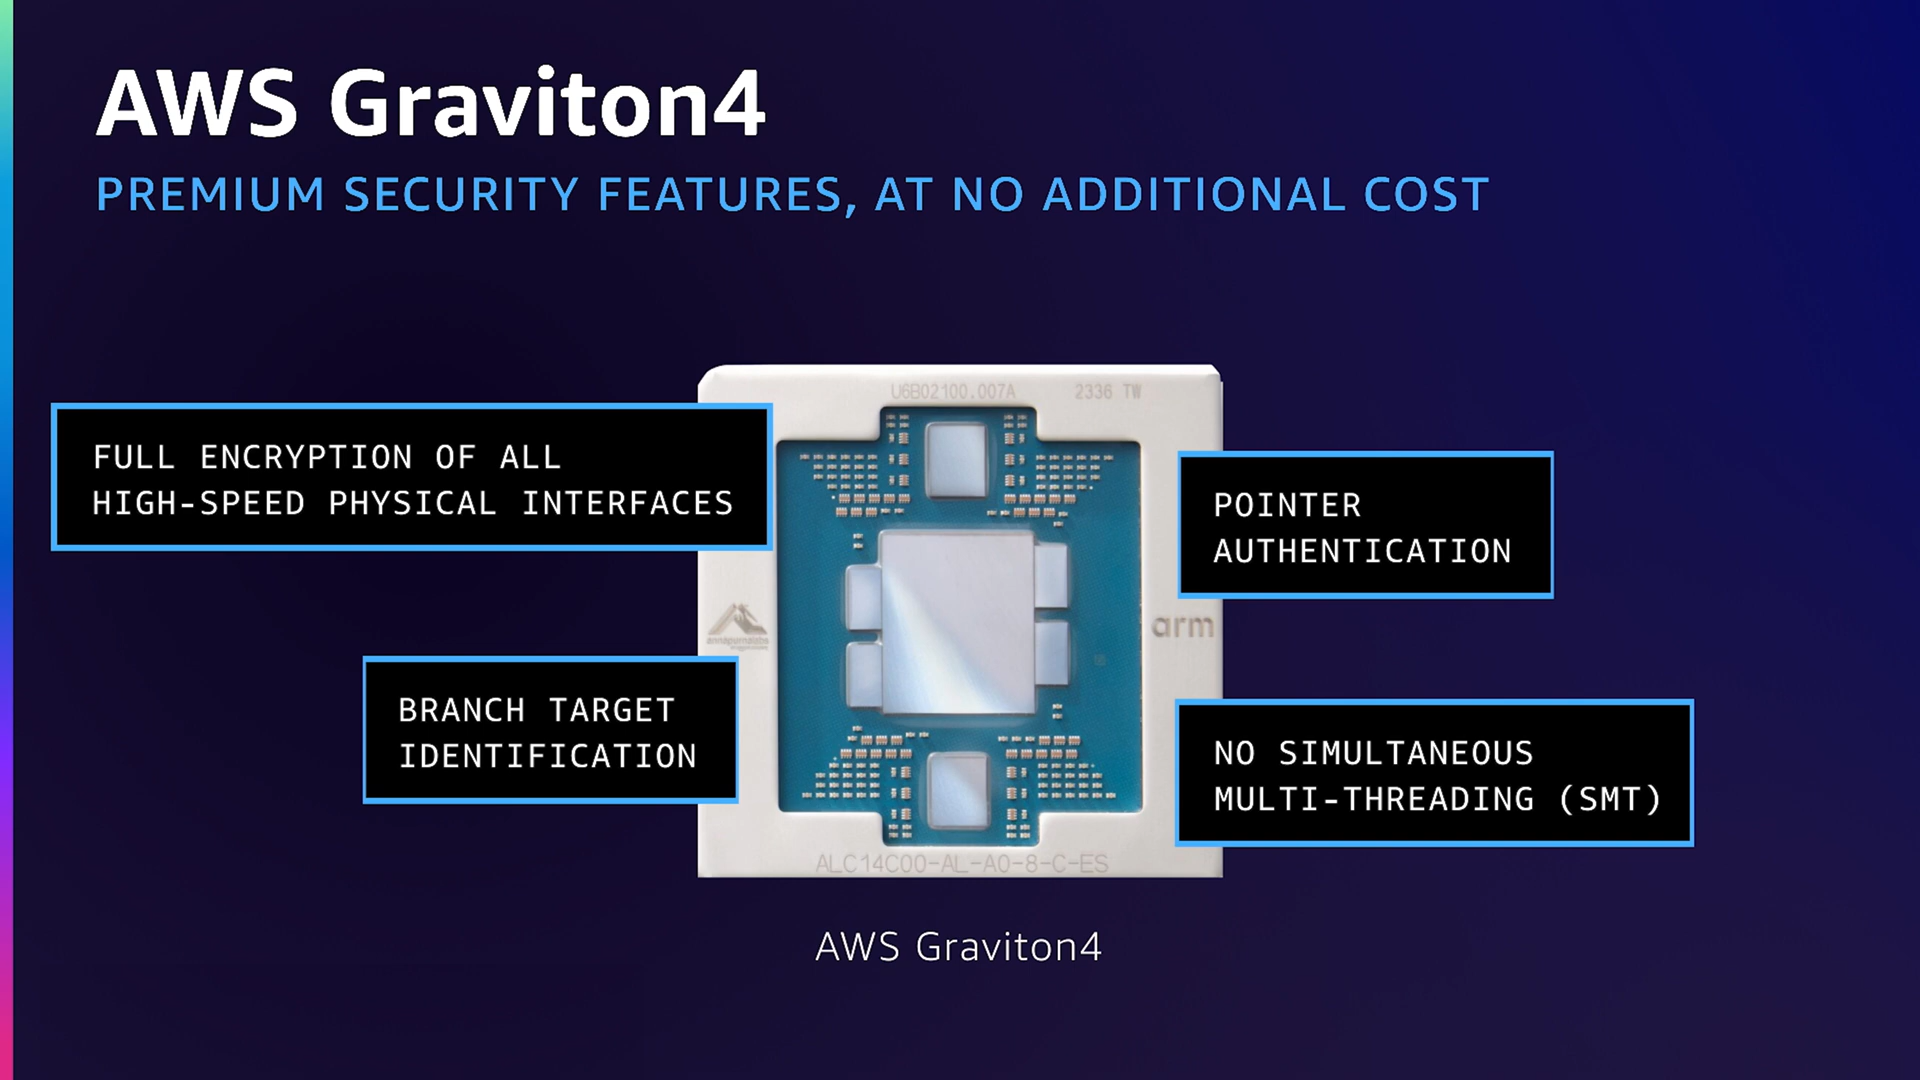 AWS Graviton4
PREMIUM SECURITY FEATURES, AT NO ADDITIONAL COST
U6B02100.007A 2336 TW
FULL ENCRYPTION OF ALL
HIGH-SPEED PHYSICAL INTERFACES
POINTER
AUTHENTICATION
annapurnalabs
arm
BRANCH TARGET
IDENTIFICATION
NO SIMULTANEOUS
MULTI-THREADING (SMT)
ALC14C00-AL-A0-8-C-ES
AWS Graviton4